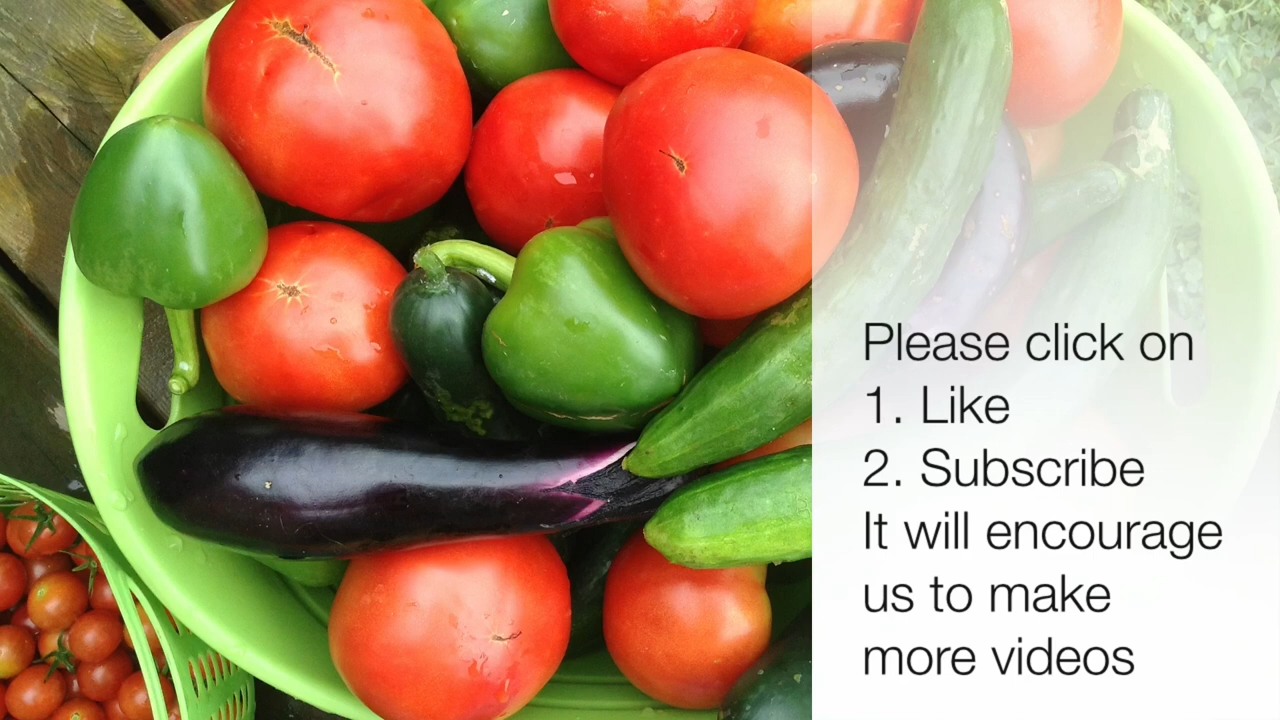 Please click on
1. Like
2. Subscribe
It will encourage
us to make
more videos